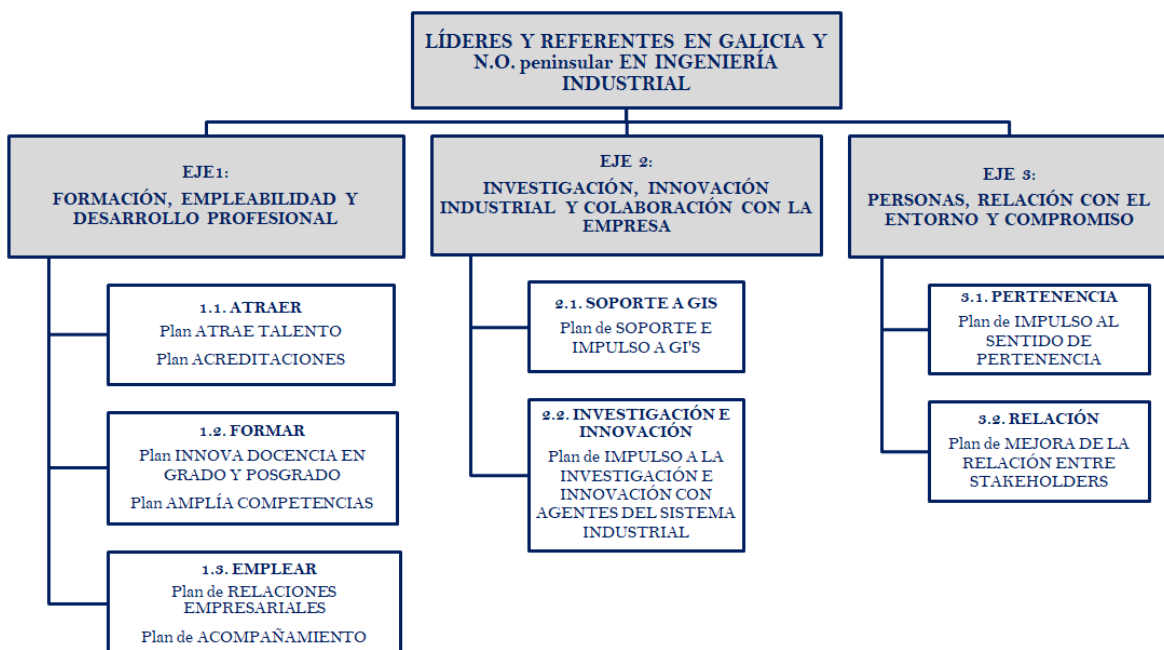 LÍDERES Y REFERENTES EN GALICIA Y
N.O. peninsular EN INGENIERÍA
INDUSTRIAL
EJE1:
FORMACIÓN, EMPLEABILIDAD Y
DESARROLLO PROFESIONAL
1.1. ATRAER
Plan ATRAE TALENTO
Plan ACREDITACIONES
1.2. FORMAR
Plan INNOVA DOCENCIA EN
GRADO Y POSGRADO
Plan AMPLÍA COMPETENCIAS
1.3. EMPLEAR
Plan de RELACIONES
EMPRESARIALES
Plan de ACOMPAÑAMIENTO
EJE 2:
INVESTIGACIÓN, INNOVACIÓN
INDUSTRIAL Y COLABORACIÓN CON LA
EMPRESA
2.1. SOPORTE A GIS
Plan de SOPORTE E
IMPULSO A GI'S
2.2. INVESTIGACIÓN E
INNOVACIÓN
Plan de IMPULSO A LA
INVESTIGACIÓN E
INNOVACIÓN CON
AGENTES DEL SISTEMA
INDUSTRIAL
EJE 3:
PERSONAS, RELACIÓN CON EL
ENTORNO Y COMPROMISO
3.1. PERTENENCIA
Plan de IMPULSO AL
SENTIDO DE
PERTENENCIA
3.2. RELACIÓN
Plan de MEJORA DE LA
RELACIÓN ENTRE
STAKEHOLDERS